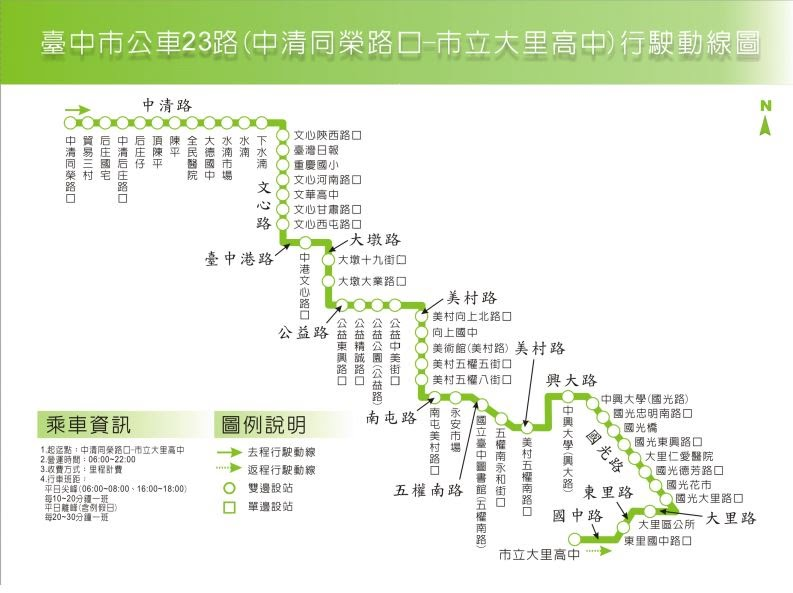 臺中市公車23路(中清同榮路口–市立大里高中)行駛動線圖
中清路
中清同榮路口
貿易三村
后庄國宅
中清后庄路口
后庄仔
頂陳平
陳平
全民醫院
大德國中
水湳市場
水湳
下水湳
文心路
文心陝西路口
臺灣日報
重慶國小
文心河南路口
文華高中
文心甘肅路口
文心西屯路口
臺中港路
中港文心路口
大墩路
大墩十九街口
大墩大業路口
公益路
公益東興路口
公益精誠路口
公益公園(公益路)
公益中美街口
美村路
美村向上北路口
向上國中
美術館(美村路)
美村五權五街口
美村五權八街口
南屯路
南屯美村路口
永安市場
五權南路
國立臺中圖書館(五權南路)
五權南永和街口
美村路
美村五權南路口
興大路
中興大學(興大路)
國光路
中興大學(國光路)
國光忠明南路口
國光橋
國光東興路口
大里仁愛醫院
國光德芳路口
國光花市
國光大里路口
大里路
大里區公所
東里路
東里國中路口
國中路
市立大里高中
N
乘車資訊
1.起迄點：中清同榮路口-市立大里高中
2.營運時間：06:00~22:00
3.收費方式：里程計費
4.行車班距：
平日尖峰(06:00~08:00、16:00~18:00)
每10~20分鐘一班
平日離峰(含例假日)
每20~30分鐘一班
圖例說明
去程行駛動線
返程行駛動線
雙邊設站
單邊設站